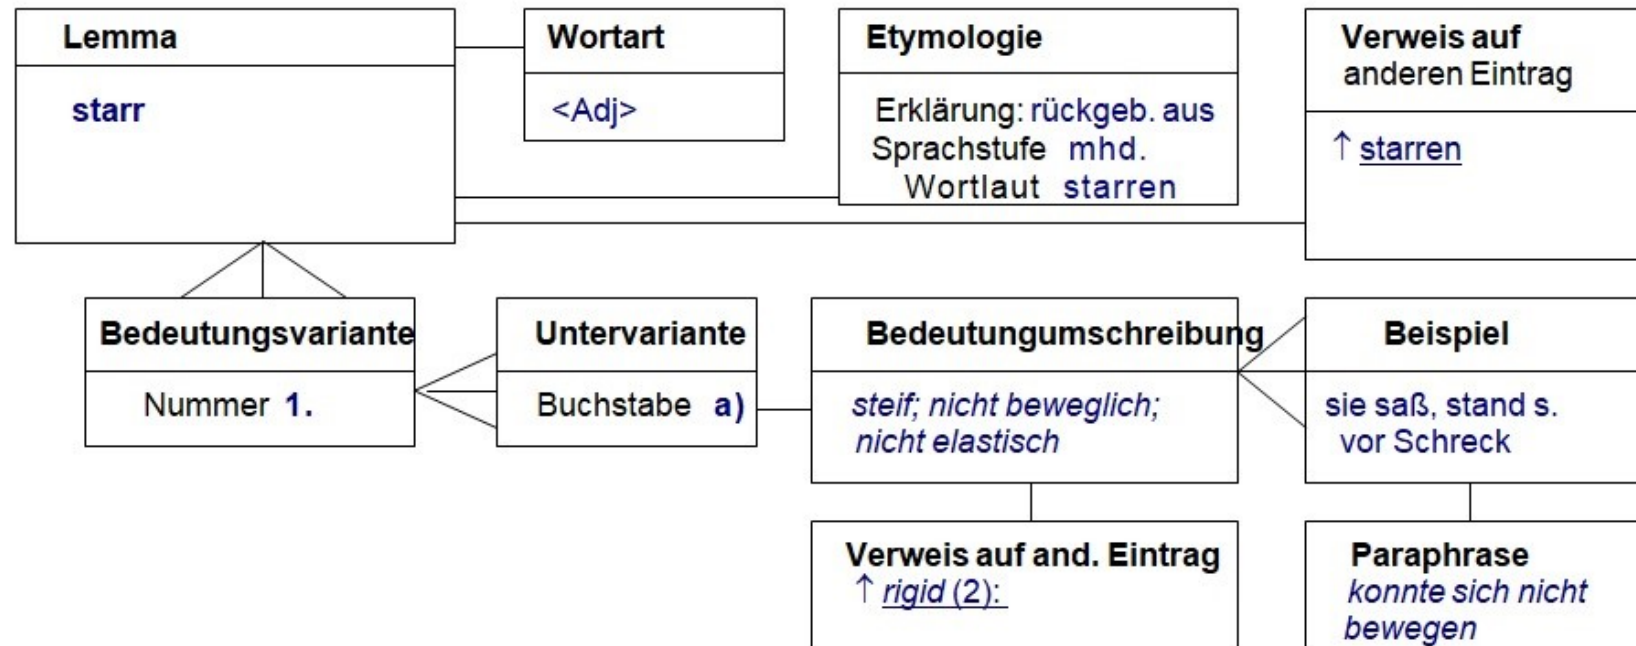 Lemma
starr
Wortart
<Adj>
Etymologie
Erklärung: rückgeb. aus
Sprachstufe mhd.
Wortlaut starren
Verweis auf
anderen Eintrag
↑ starren
Bedeutungsvariante
Nummer 1.
Untervariante
Buchstabe a)
Bedeutungumschreibung
steif; nicht beweglich;
nicht elastisch
Beispiel
sie saß, stand s.
vor Schreck
Verweis auf and. Eintrag
↑ rigid (2):
Paraphrase
konnte sich nicht
bewegen